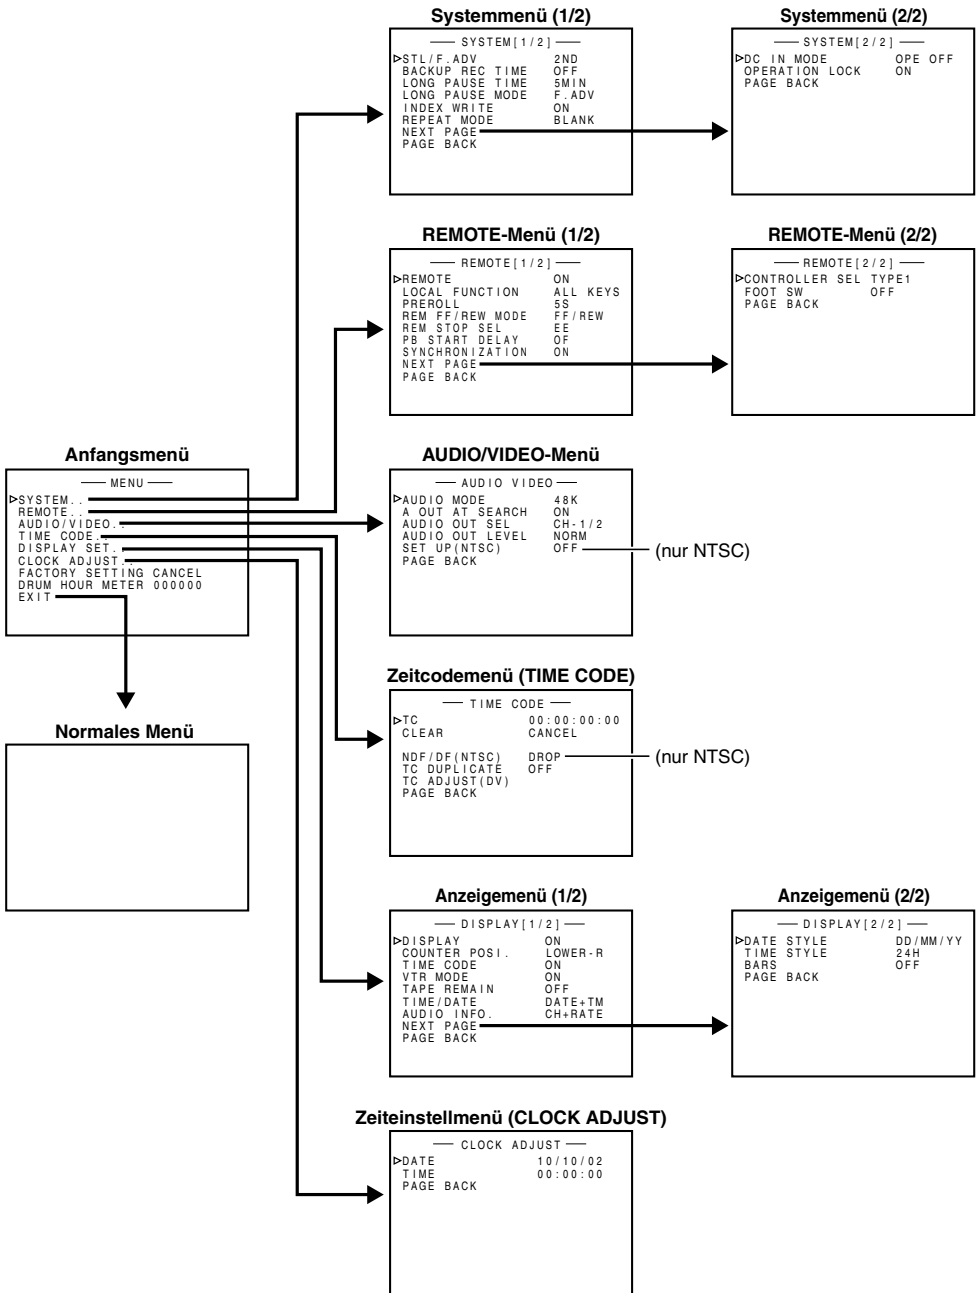 Systemmenü (1/2)
SYSTEM[1/2]
STL/F.ADV 2ND
BACKUP REC TIME OFF
LONG PAUSE TIME 5MIN
LONG PAUSE MODE F.ADV
INDEX WRITE ON
REPEAT MODE BLANK
NEXT PAGE
PAGE BACK
Systemmenü (2/2)
SYSTEM[2/2]
DC IN MODE OPE OFF
OPERATION LOCK ON
PAGE BACK
REMOTE-Menü (1/2)
REMOTE[1/2]
REMOTE ON
LOCAL FUNCTION ALL KEYS
PREROLL 5S
REM FF/REW MODE FF/REW
REM STOP SEL EE
PB START DELAY OF
SYNCHRONIZATION ON
NEXT PAGE
PAGE BACK
REMOTE-Menü (2/2)
REMOTE[2/2]
CONTROLLER SEL TYPE1
FOOT SW OFF
PAGE BACK
Anfangsmenü
MENU
SYSTEM..
REMOTE..
AUDIO/VIDEO..
TIME CODE..
DISPLAY SET..
CLOCK ADJUST..
FACTORY SETTING CANCEL
DRUM HOUR METER 000000
EXIT
AUDIO/VIDEO-Menü
AUDIO VIDEO
AUDIO MODE 48K
A OUT AT SEARCH ON
AUDIO OUT SEL CH-1/2
AUDIO OUT LEVEL NORM
SET UP(NTSC) OFF (nur NTSC)
PAGE BACK
Normales Menü
Zeitcodemenü (TIME CODE)
TIME CODE
TC 00:00:00:00
CLEAR CANCEL
NDF/DF(NTSC) DROP (nur NTSC)
TC DUPLICATE OFF
TC ADJUST(DV)
PAGE BACK
Anzeigemenü (1/2)
DISPLAY[1/2]
DISPLAY ON
COUNTER POSI. LOWER-R
TIME CODE ON
VTR MODE ON
TAPE REMAIN OFF
TIME/DATE DATE+TM
AUDIO INFO. CH+RATE
NEXT PAGE
PAGE BACK
Anzeigemenü (2/2)
DISPLAY[2/2]
DATE STYLE DD/MM/YY
TIME STYLE 24H
BARS OFF
PAGE BACK
Zeiteinstellmenü (CLOCK ADJUST)
CLOCK ADJUST
DATE 10/10/02
TIME 00:00:00
PAGE BACK